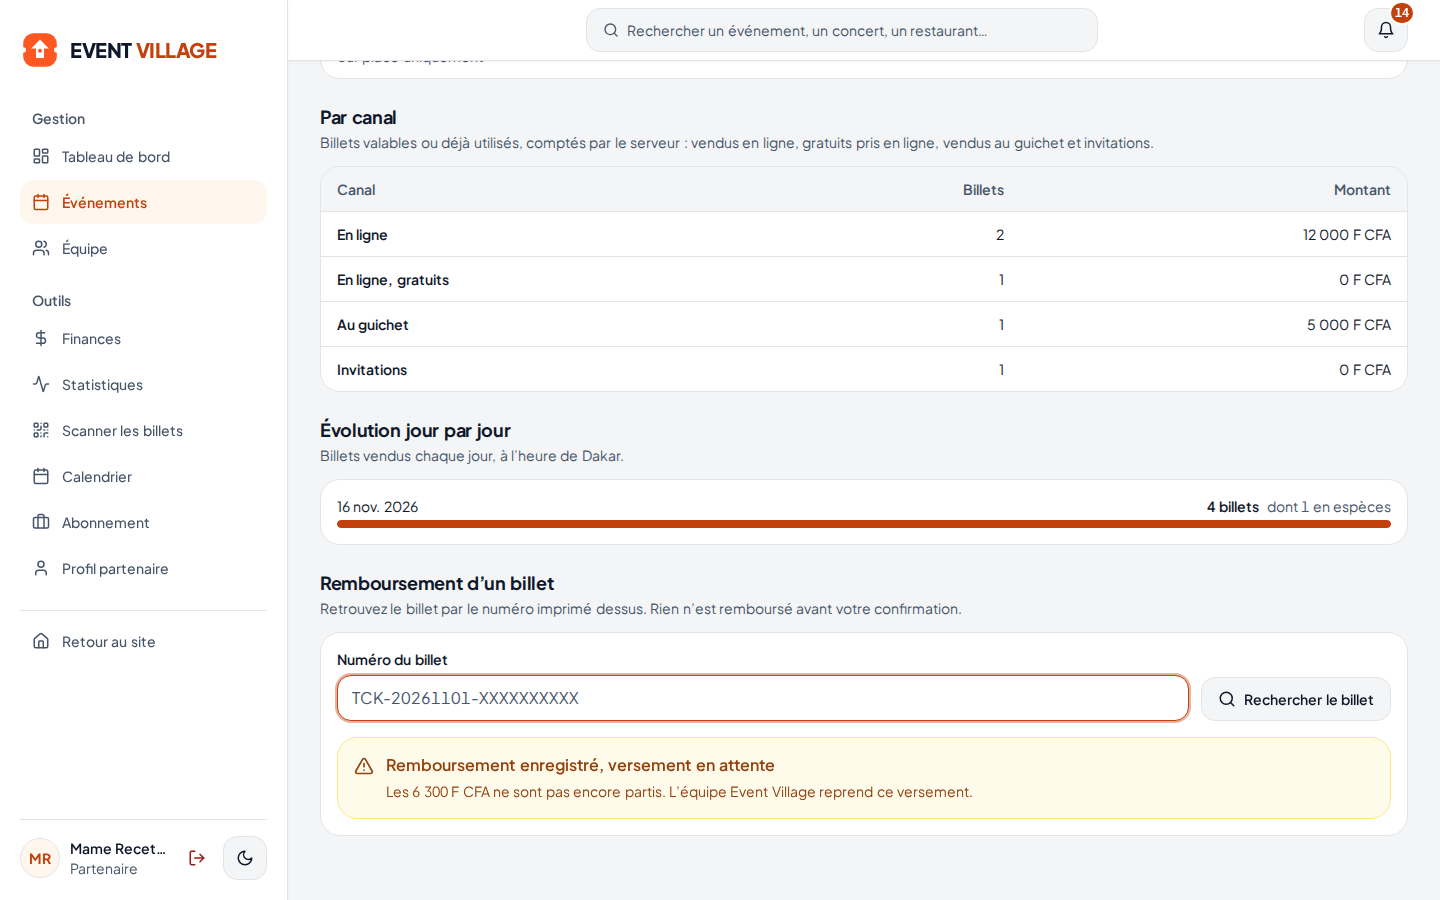 EVENT VILLAGE
Rechercher un événement, un concert, un restaurant…
14
Gestion
Tableau de bord
Événements
Équipe
Outils
Finances
Statistiques
Scanner les billets
Calendrier
Abonnement
Profil partenaire
Retour au site
MR
Mame Recet…
Partenaire
Par canal
Billets valables ou déjà utilisés, comptés par le serveur : vendus en ligne, gratuits pris en ligne, vendus au guichet et invitations.
Canal Billets Montant
En ligne 2 12 000 F CFA
En ligne, gratuits 1 0 F CFA
Au guichet 1 5 000 F CFA
Invitations 1 0 F CFA
Évolution jour par jour
Billets vendus chaque jour, à l’heure de Dakar.
16 nov. 2026 4 billets dont 1 en espèces
Remboursement d’un billet
Retrouvez le billet par le numéro imprimé dessus. Rien n’est remboursé avant votre confirmation.
Numéro du billet
TCK-20261101-XXXXXXXXXX
Rechercher le billet
Remboursement enregistré, versement en attente
Les 6 300 F CFA ne sont pas encore partis. L’équipe Event Village reprend ce versement.